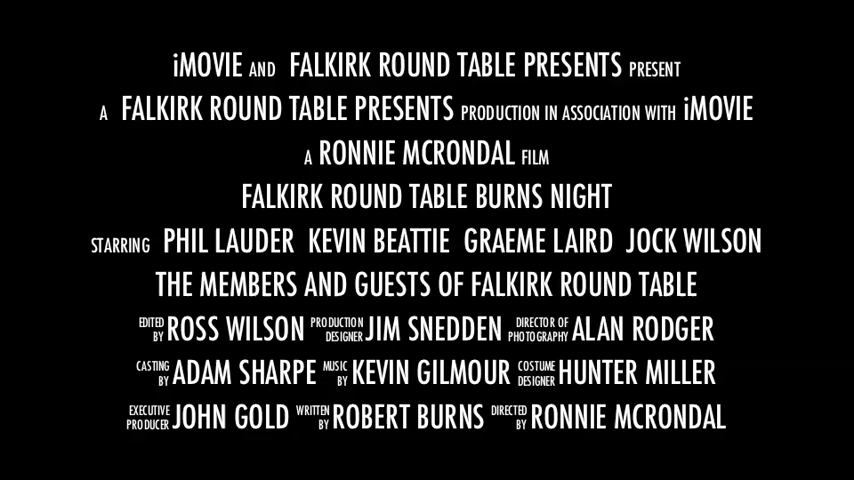 iMOVIE AND FALKIRK ROUND TABLE PRESENTS PRESENT
A FALKIRK ROUND TABLE PRESENTS PRODUCTION IN ASSOCIATION WITH iMOVIE
A RONNIE MCRONDAL FILM
FALKIRK ROUND TABLE BURNS NIGHT
STARRING PHIL LAUDER KEVIN BEATTIE GRAEME LAIRD JOCK WILSON
THE MEMBERS AND GUESTS OF FALKIRK ROUND TABLE
EDITED BY ROSS WILSON PRODUCTION DESIGNER JIM SNEDDEN DIRECTOR OF PHOTOGRAPHY ALAN RODGER
CASTING BY ADAM SHARPE MUSIC BY KEVIN GILMOUR COSTUME DESIGNER HUNTER MILLER
EXECUTIVE PRODUCER JOHN GOLD WRITTEN BY ROBERT BURNS DIRECTED BY RONNIE MCRONDAL